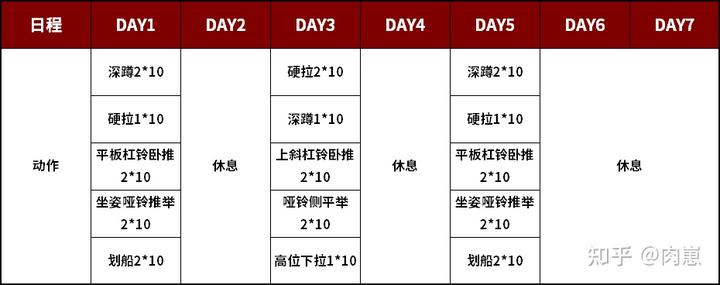 日程 DAY1 DAY2 DAY3 DAY4 DAY5 DAY6 DAY7
深蹲2*10 硬拉2*10 深蹲2*10
硬拉1*10 深蹲1*10 硬拉1*10
动作 平板杠铃卧推 2*10 休息 上斜杠铃卧推 2*10 休息 平板杠铃卧推 2*10 休息
坐姿哑铃推举 2*10 哑铃侧平举 2*10 坐姿哑铃推举 2*10
划船2*10 高位下拉1*10 划船2*10
知乎 @肉崽